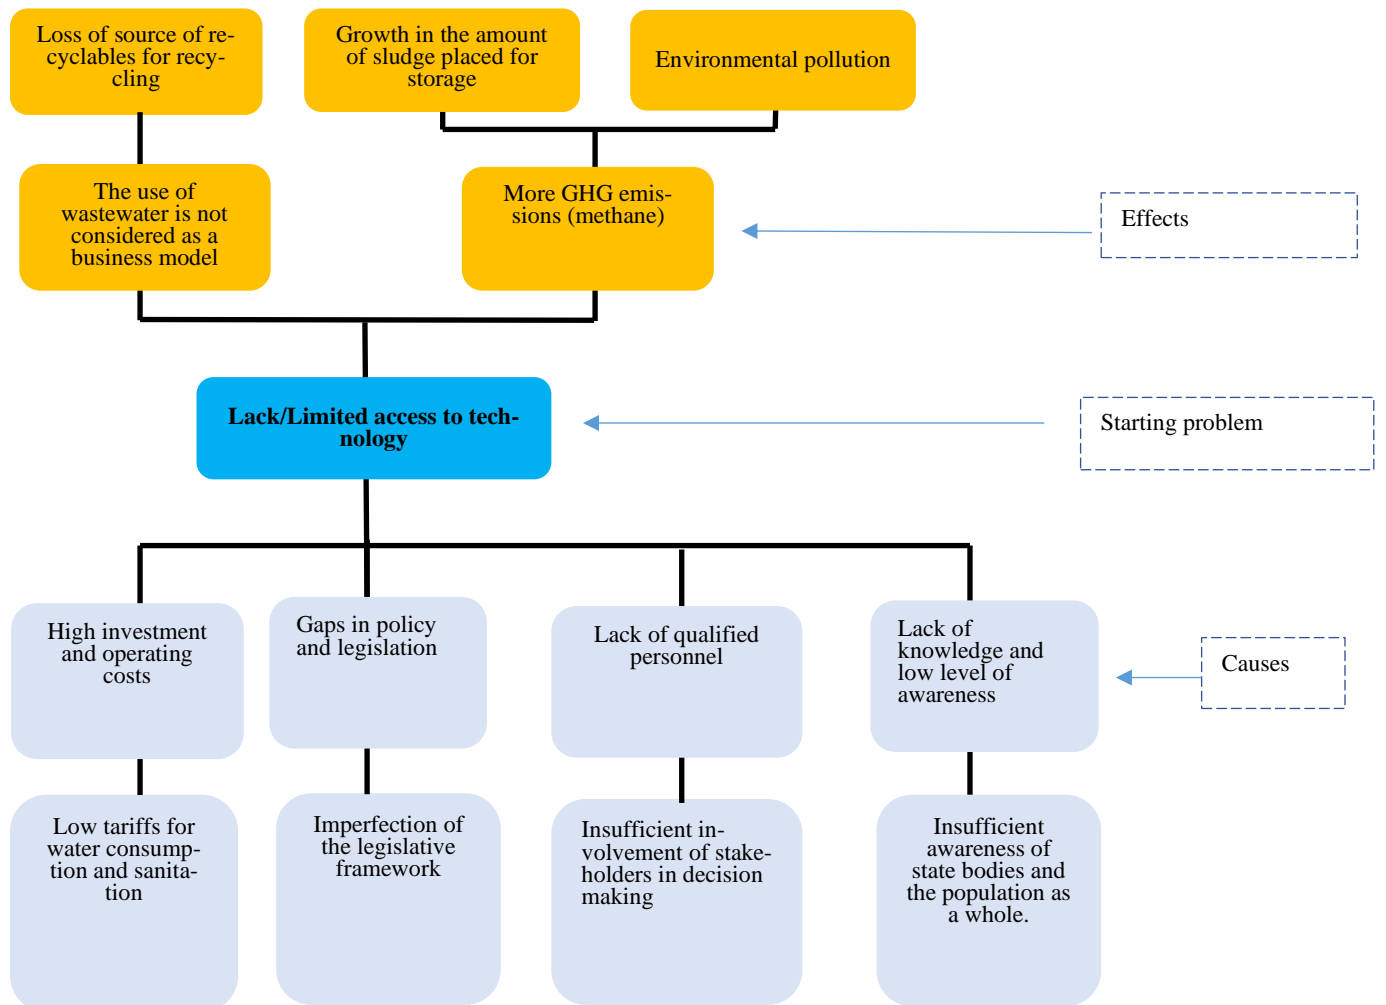 Loss of source of re-
cyclables for recy-
cling
Growth in the amount
of sludge placed for
storage
Environmental pollution
The use of
wastewater is not
considered as a
business model
More GHG emis-
sions (methane)
Effects
Lack/Limited access to tech-
nology
Starting problem
High investment
and operating
costs
Gaps in policy
and legislation
Lack of qualified
personnel
Lack of
knowledge and
low level of
awareness
Causes
Low tariffs for
water consump-
tion and sanita-
tion
Imperfection of
the legislative
framework
Insufficient in-
volvement of stake-
holders in decision
making
Insufficient
awareness of
state bodies and
the population as
a whole.